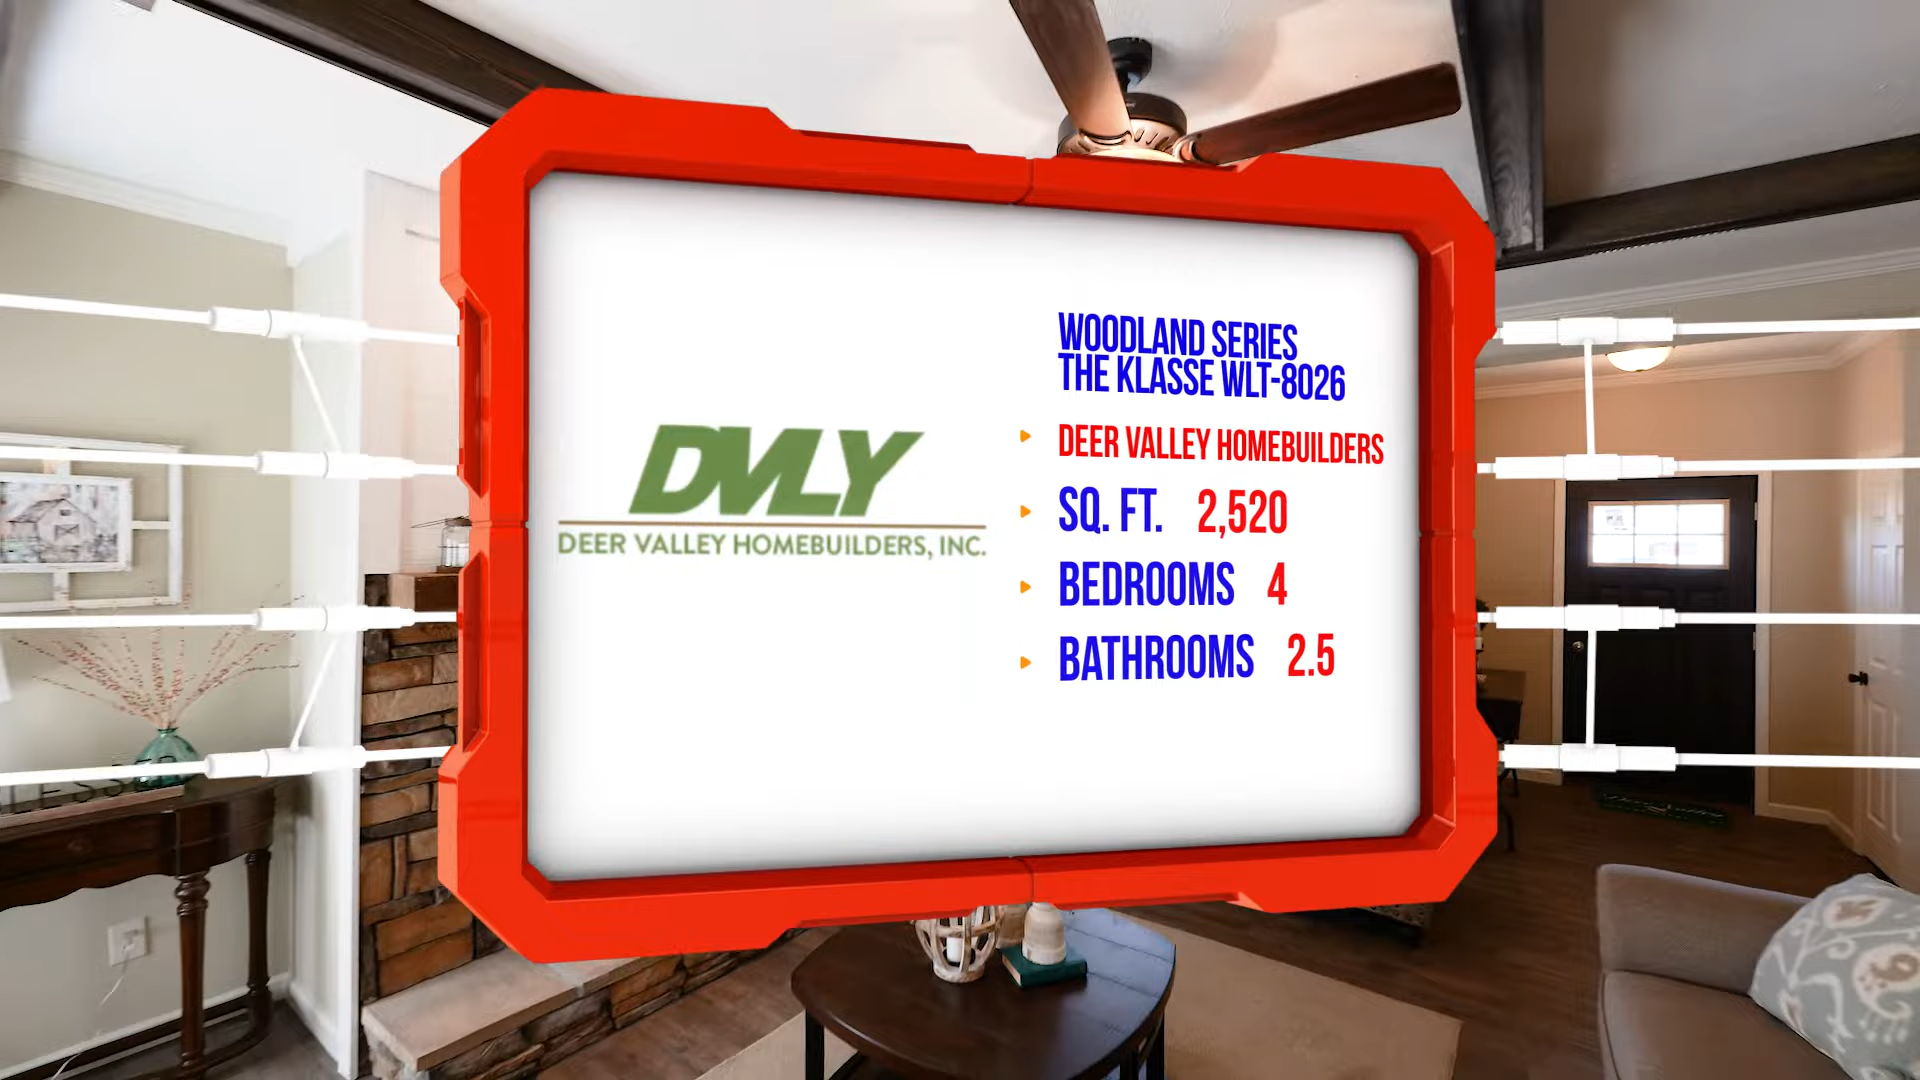 DVLY
DEER VALLEY HOMEBUILDERS, INC.
WOODLAND SERIES
THE KLASSE WLT-8026
DEER VALLEY HOMEBUILDERS
SQ. FT. 2,520
BEDROOMS 4
BATHROOMS 2.5